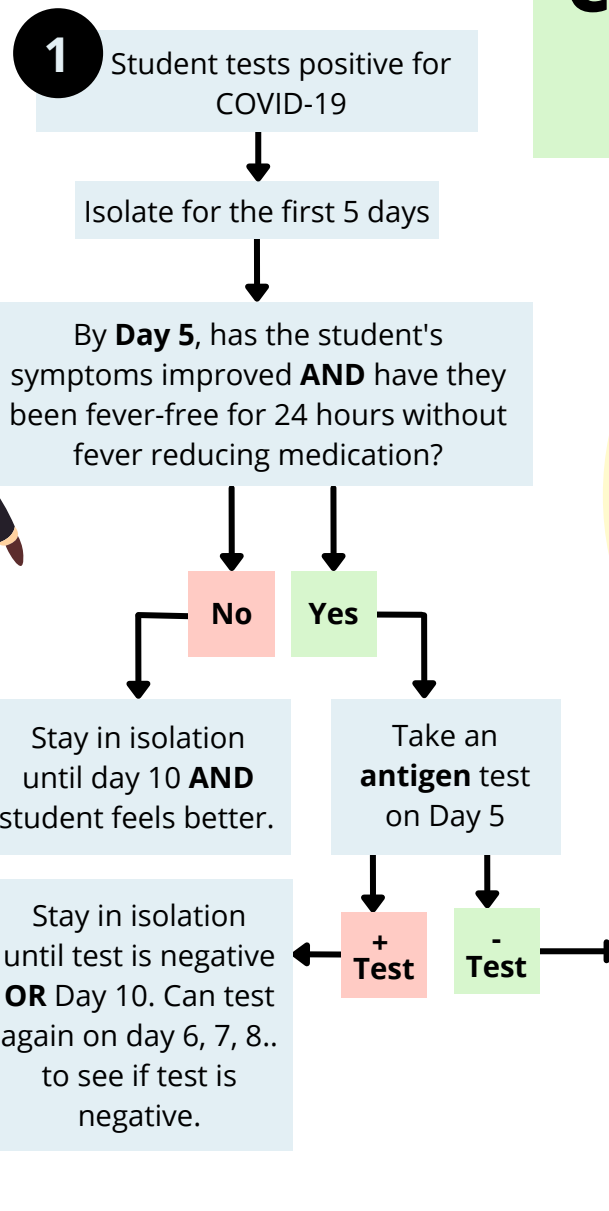 1
Student tests positive for
COVID-19
Isolate for the first 5 days
By Day 5, has the student's
symptoms improved AND have they
been fever-free for 24 hours without
fever reducing medication?
No
Yes
Stay in isolation
until day 10 AND
student feels better.
Take an
antigen test
on Day 5
Stay in isolation
until test is negative
OR Day 10. Can test
again on day 6, 7, 8..
to see if test is
negative.
+
Test
-
Test